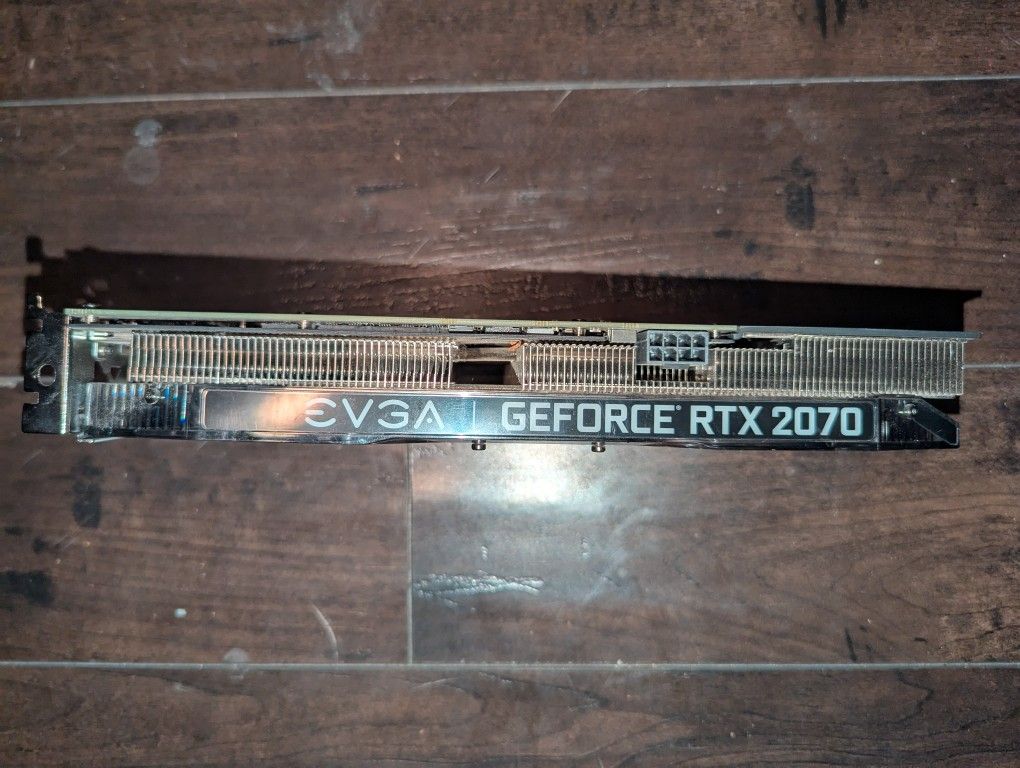 EVGA | GEFORCE® RTX 2070